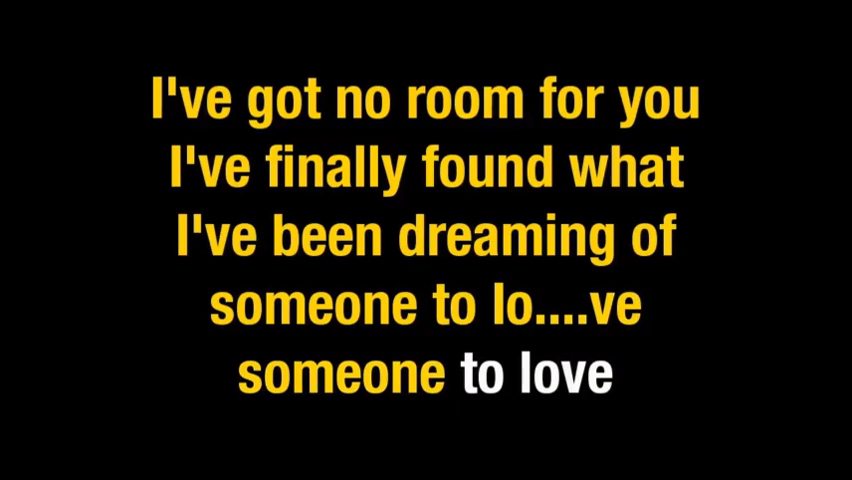 I've got no room for you
I've finally found what
I've been dreaming of
someone to lo....ve
someone to love